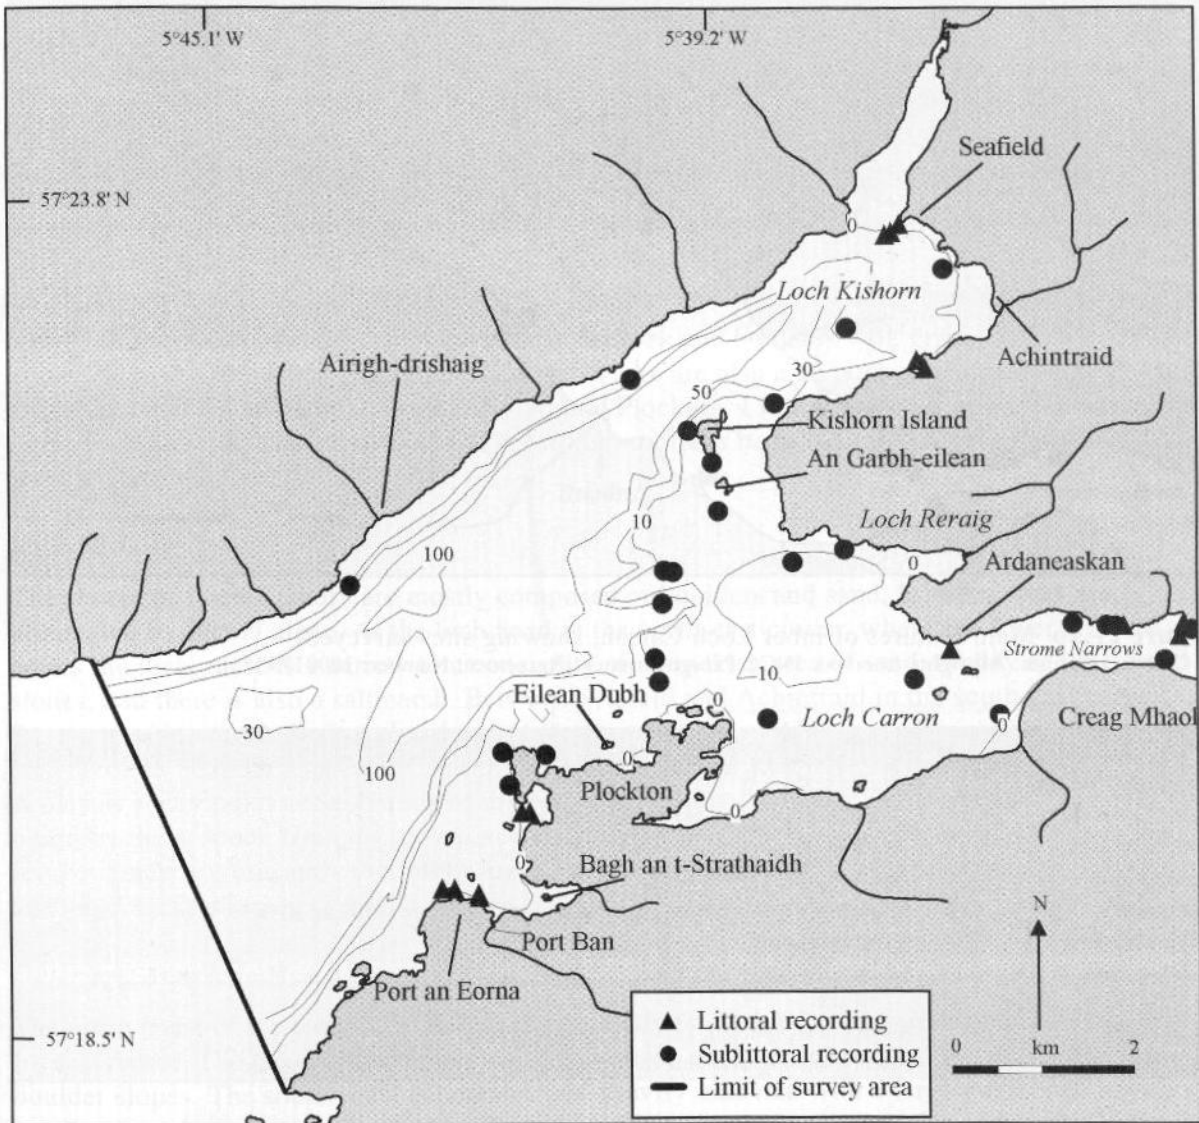 5°45.1' W
5°39.2' W
Seafield
57°23.8' N
0
Loch Kishorn
Airigh-drishaig
Achintraid
30
50
Kishorn Island
An Garbh-eilean
10
Loch Reraig
100
0
Ardaneaskan
Strome Narrows
10
Eilean Dubh
0
Loch Carron
0
Creag Mhaol
30
100
0
Plockton
0
Bagh an t-Strathaidh
0
N
Port Ban
Port an Eorna
57°18.5' N
Littoral recording
Sublittoral recording
Limit of survey area
0 km 2